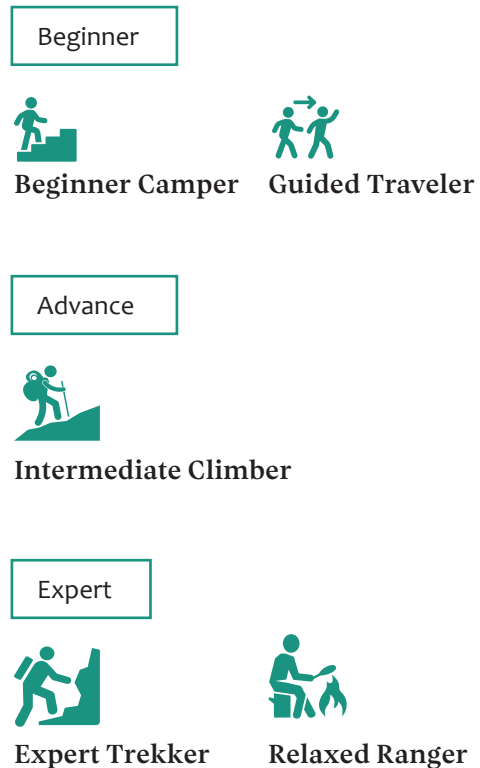 Beginner
Beginner Camper
Guided Traveler
Advance
Intermediate Climber
Expert
Expert Trekker
Relaxed Ranger